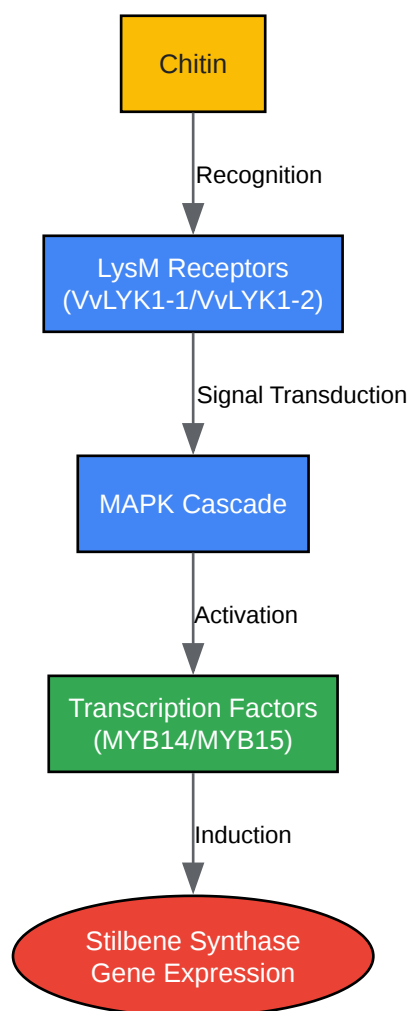 Chitin
Recognition
LysM Receptors
(VvLYK1-1/VvLYK1-2)
Signal Transduction
MAPK Cascade
Activation
Transcription Factors
(MYB14/MYB15)
Induction
Stilbene Synthase
Gene Expression